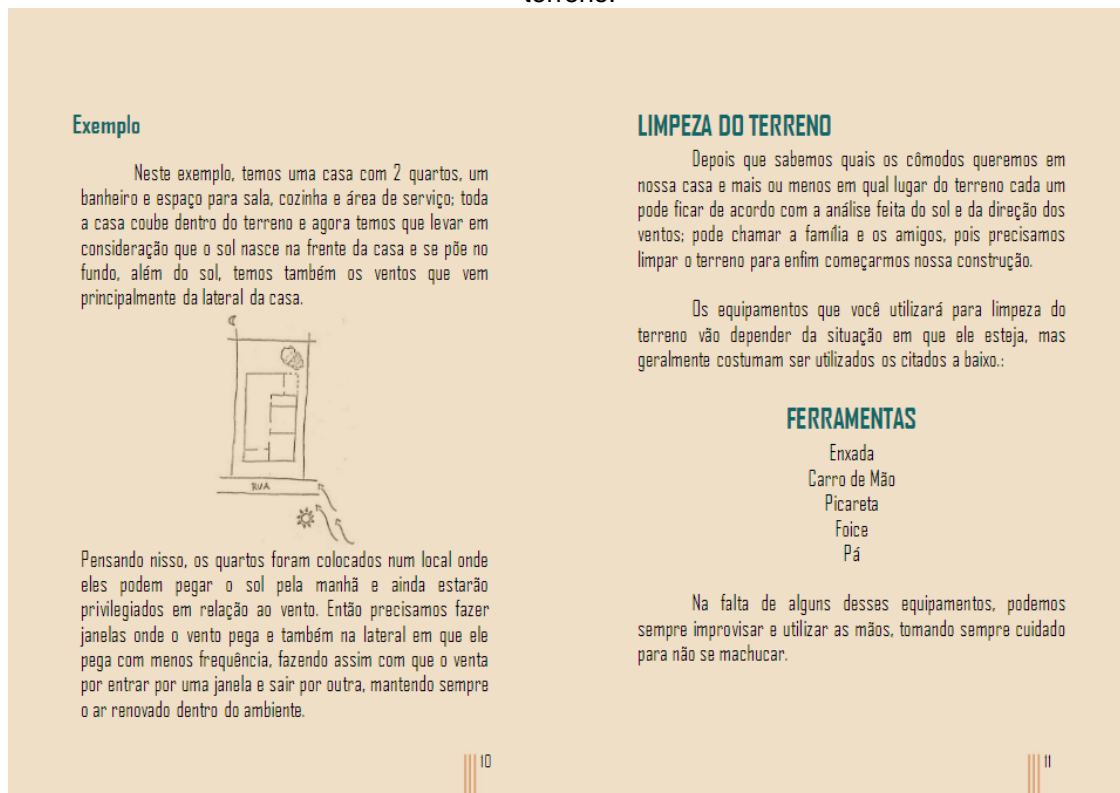 terreno.
Exemplo
Neste exemplo, temos uma casa com 2 quartos, um
banheiro e espaço para sala, cozinha e área de serviço; toda
a casa coube dentro do terreno e agora temos que levar em
consideração que o sol nasce na frente da casa e se põe no
fundo, além do sol, temos também os ventos que vem
principalmente da lateral da casa.
RUA
Pensando nisso, os quartos foram colocados num local onde
eles podem pegar o sol pela manhã e ainda estarão
privilegiados em relação ao vento. Então precisamos fazer
janelas onde o vento pega e também na lateral em que ele
pega com menos frequência, fazendo assim com que o venta
por entrar por uma janela e sair por outra, mantendo sempre
o ar renovado dentro do ambiente.
10
LIMPEZA DO TERRENO
Depois que sabemos quais os cômodos queremos em
nossa casa e mais ou menos em qual lugar do terreno cada um
pode ficar de acordo com a análise feita do sol e da direção dos
ventos; pode chamar a família e os amigos, pois precisamos
limpar o terreno para enfim começarmos nossa construção.
Os equipamentos que você utilizará para limpeza do
terreno vão depender da situação em que ele esteja, mas
geralmente costumam ser utilizados os citados a baixo.:
FERRAMENTAS
Enxada
Carro de Mão
Picareta
Foice
Pá
Na falta de alguns desses equipamentos, podemos
sempre improvisar e utilizar as mãos, tomando sempre cuidado
para não se machucar.
11